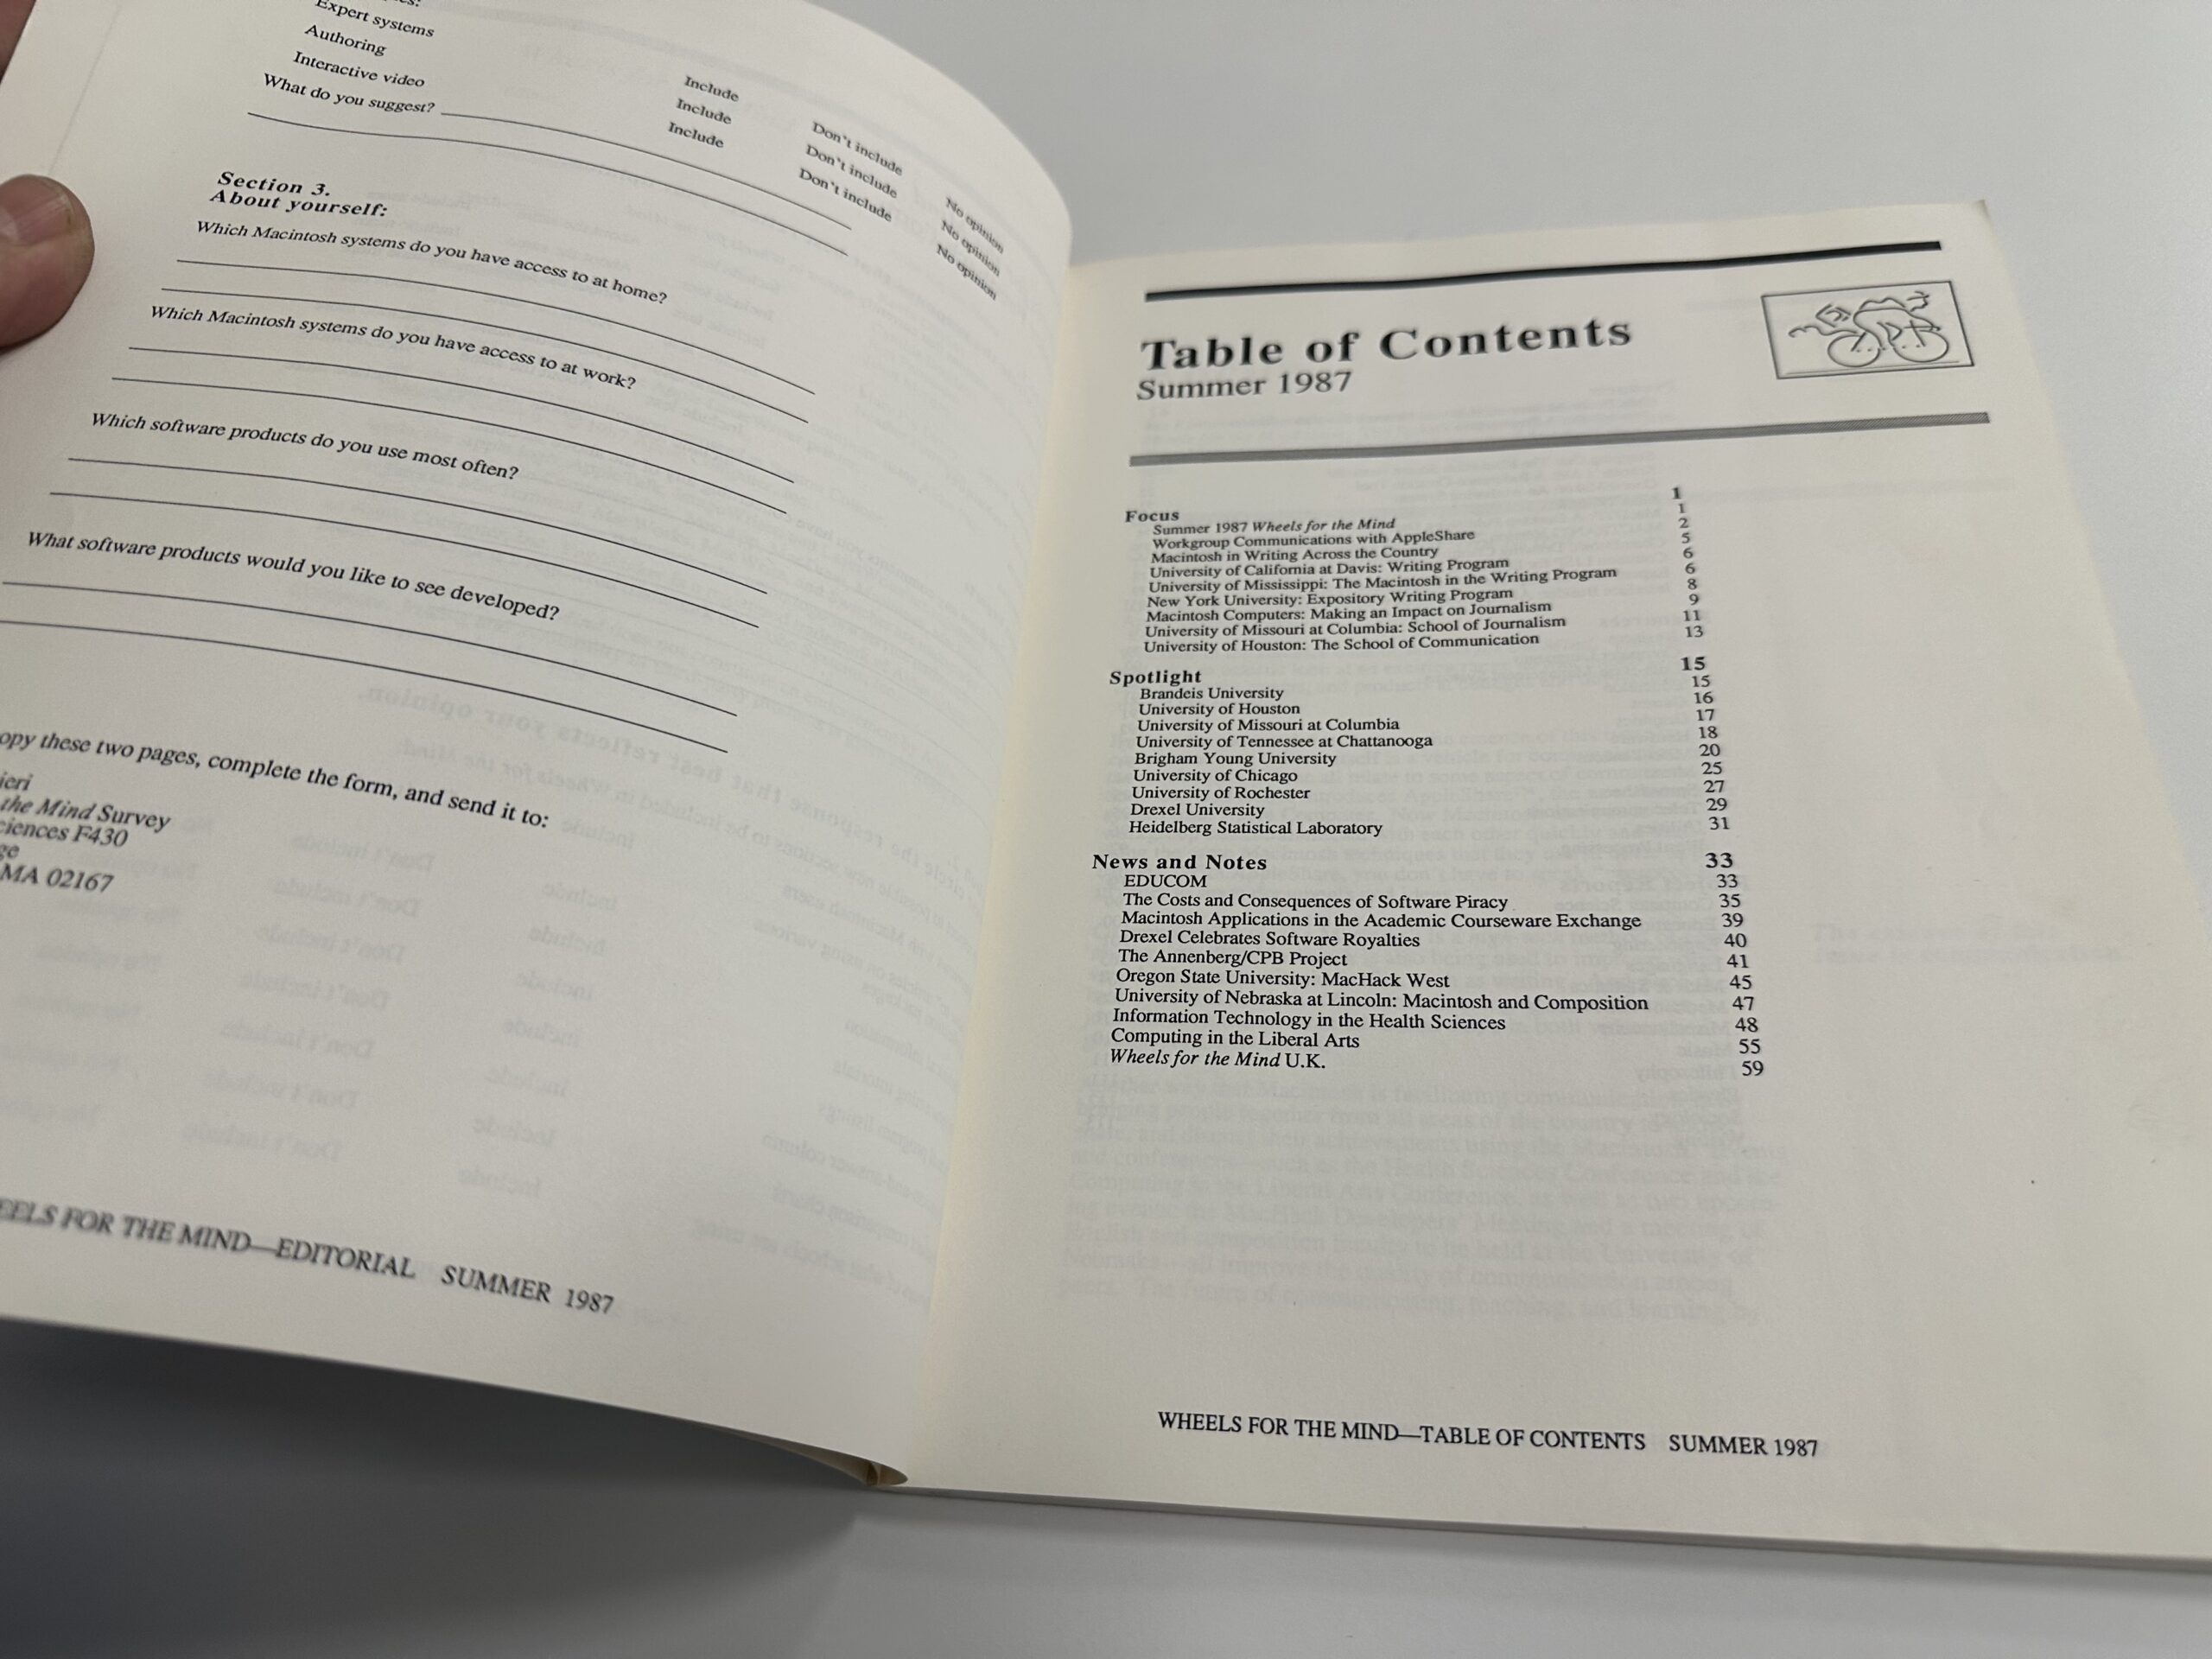 Expert systems Include Don't include No opinion
Authoring Include Don't include No opinion
Interactive video Include Don't include No opinion
What do you suggest?
Section 3.
About yourself:
Which Macintosh systems do you have access to at home?
Which Macintosh systems do you have access to at work?
Which software products do you use most often?
What software products would you like to see developed?
opy these two pages, complete the form, and send it to:
ieri
the Mind Survey
ciences F430
ge
MA 02167
EELS FOR THE MIND—EDITORIAL SUMMER 1987
Table of Contents
Summer 1987
Focus 1
Summer 1987 Wheels for the Mind 1
Workgroup Communications with AppleShare 2
Macintosh in Writing Across the Country 5
University of California at Davis: Writing Program 6
University of Mississippi: The Macintosh in the Writing Program 6
New York University: Expository Writing Program 8
Macintosh Computers: Making an Impact on Journalism 9
University of Missouri at Columbia: School of Journalism 11
University of Houston: The School of Communication 13
Spotlight 15
Brandeis University 15
University of Houston 16
University of Missouri at Columbia 17
University of Tennessee at Chattanooga 18
Brigham Young University 20
University of Chicago 25
University of Rochester 27
Drexel University 29
Heidelberg Statistical Laboratory 31
News and Notes 33
EDUCOM 33
The Costs and Consequences of Software Piracy 35
Macintosh Applications in the Academic Courseware Exchange 39
Drexel Celebrates Software Royalties 40
The Annenberg/CPB Project 41
Oregon State University: MacHack West 45
University of Nebraska at Lincoln: Macintosh and Composition 47
Information Technology in the Health Sciences 48
Computing in the Liberal Arts 55
Wheels for the Mind U.K. 59
WHEELS FOR THE MIND—TABLE OF CONTENTS SUMMER 1987